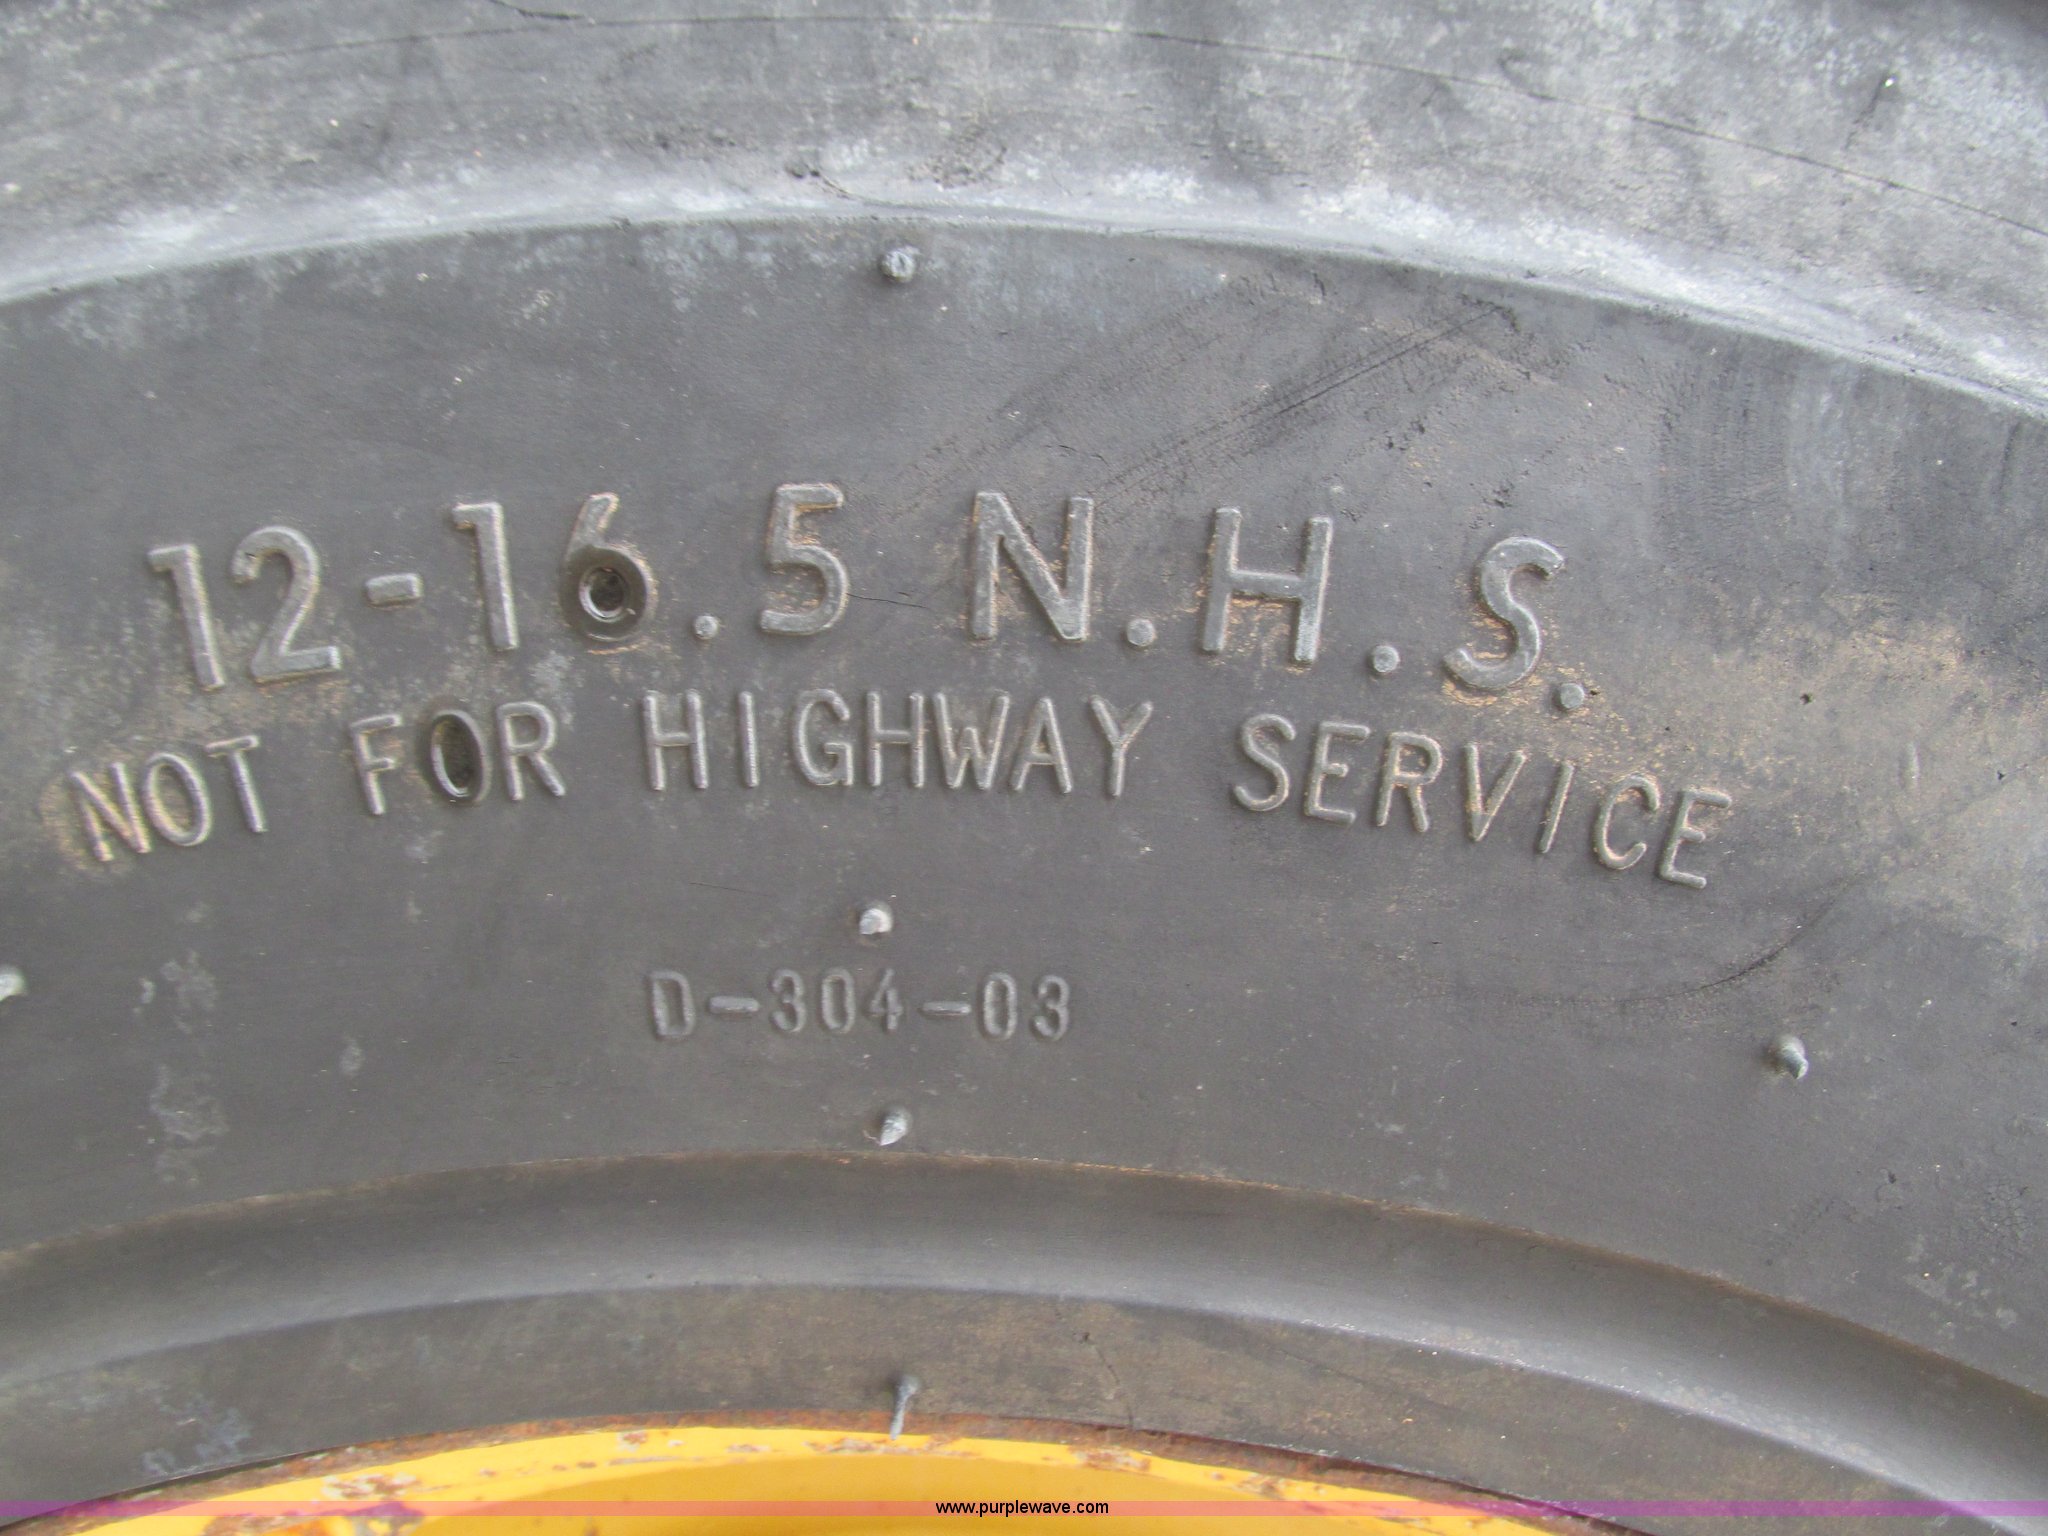 12-16.5 N.H.S.
NOT FOR HIGHWAY SERVICE
D-304-03
www.purplewave.com